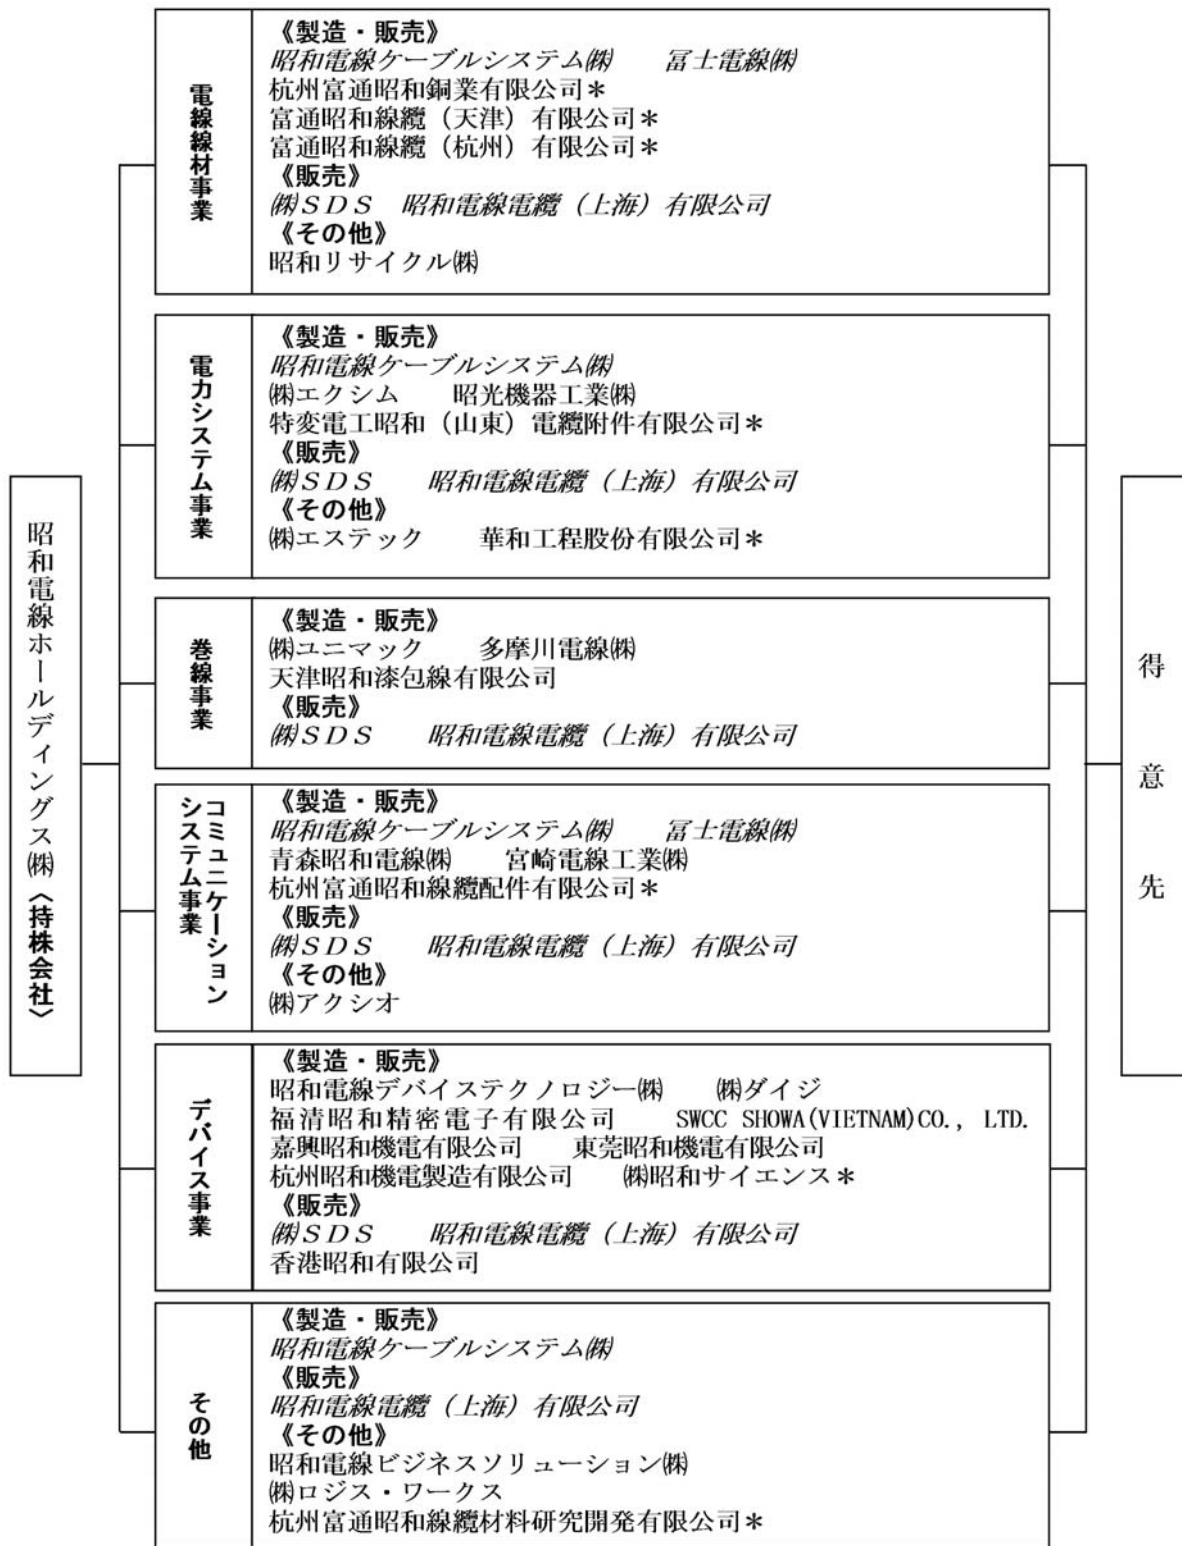 昭和電線ホールディングス㈱〈持株会社〉
電線線材事業
《製造・販売》
昭和電線ケーブルシステム㈱　冨士電線㈱
杭州富通昭和銅業有限公司＊
富通昭和線纜（天津）有限公司＊
富通昭和線纜（杭州）有限公司＊
《販売》
㈱ＳＤＳ　昭和電線電纜（上海）有限公司
《その他》
昭和リサイクル㈱
電力システム事業
《製造・販売》
昭和電線ケーブルシステム㈱
㈱エクシム　昭光機器工業㈱
特変電工昭和（山東）電纜附件有限公司＊
《販売》
㈱ＳＤＳ　昭和電線電纜（上海）有限公司
《その他》
㈱エステック　華和工程股份有限公司＊
巻線事業
《製造・販売》
㈱ユニマック　多摩川電線㈱
天津昭和漆包線有限公司
《販売》
㈱ＳＤＳ　昭和電線電纜（上海）有限公司
コミュニケーション
システム事業
《製造・販売》
昭和電線ケーブルシステム㈱　冨士電線㈱
青森昭和電線㈱　宮崎電線工業㈱
杭州富通昭和線纜配件有限公司＊
《販売》
㈱ＳＤＳ　昭和電線電纜（上海）有限公司
《その他》
㈱アクシオ
デバイス事業
《製造・販売》
昭和電線デバイステクノロジー㈱　㈱ダイジ
福清昭和精密電子有限公司　SWCC SHOWA(VIETNAM)CO., LTD.
嘉興昭和機電有限公司　東莞昭和機電有限公司
杭州昭和機電製造有限公司　㈱昭和サイエンス＊
《販売》
㈱ＳＤＳ　昭和電線電纜（上海）有限公司
香港昭和有限公司
その他
《製造・販売》
昭和電線ケーブルシステム㈱
《販売》
昭和電線電纜（上海）有限公司
《その他》
昭和電線ビジネスソリューション㈱
㈱ロジス・ワークス
杭州富通昭和線纜材料研究開発有限公司＊
得意先